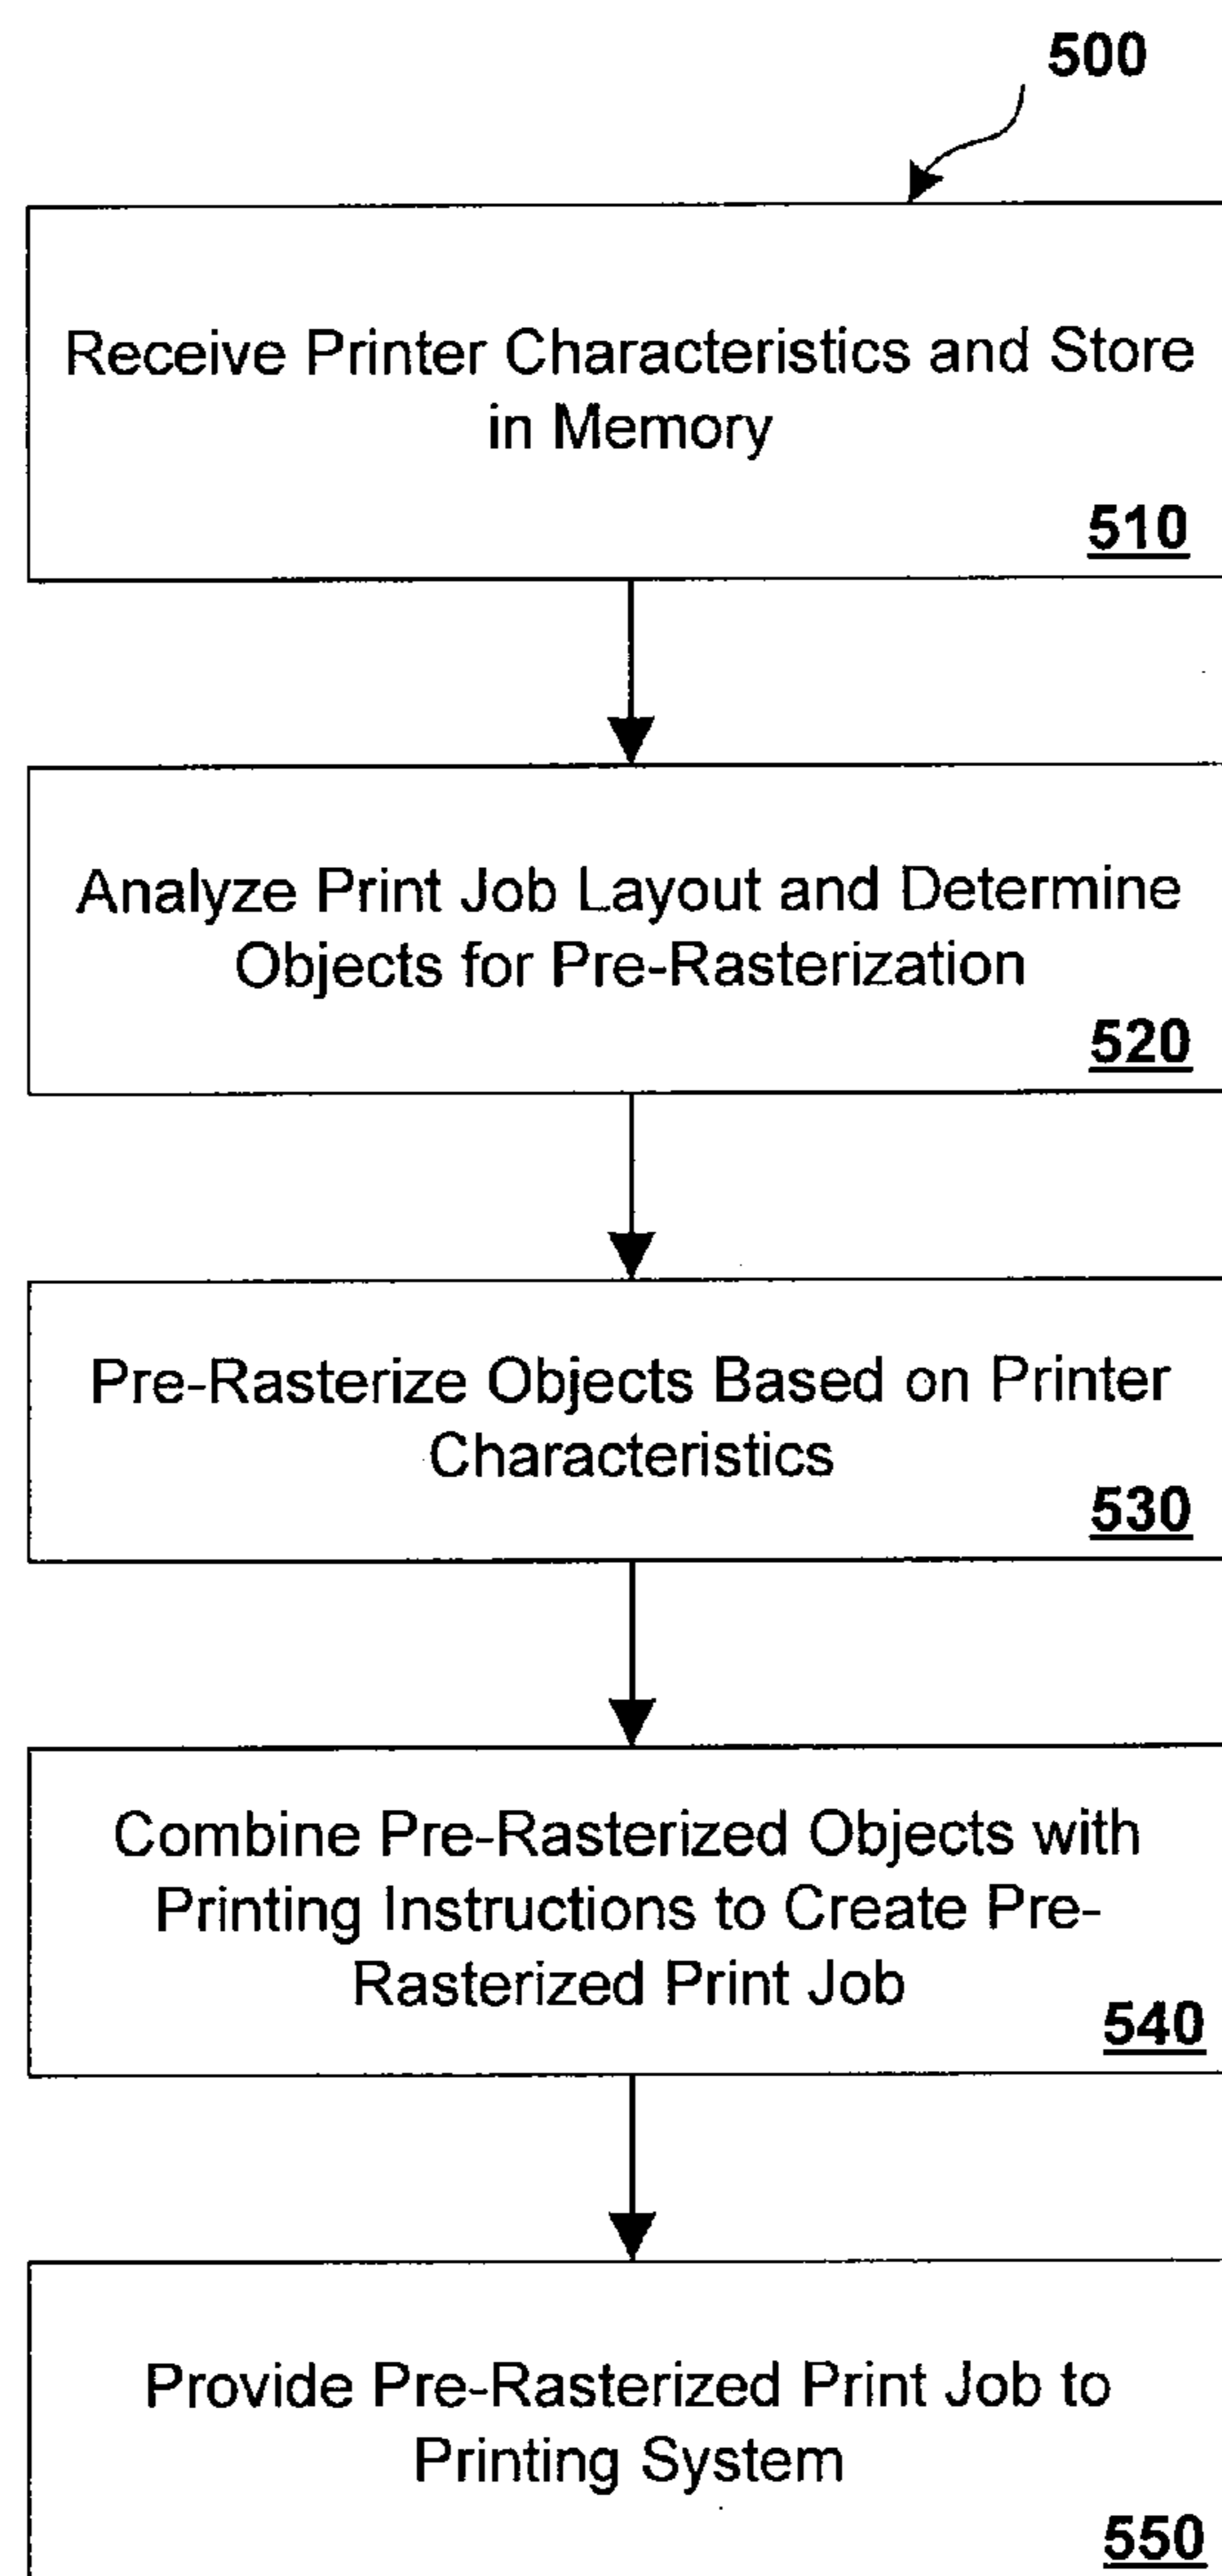 500
Receive Printer Characteristics and Store
in Memory
510
Analyze Print Job Layout and Determine
Objects for Pre-Rasterization
520
Pre-Rasterize Objects Based on Printer
Characteristics
530
Combine Pre-Rasterized Objects with
Printing Instructions to Create Pre-
Rasterized Print Job
540
Provide Pre-Rasterized Print Job to
Printing System
550